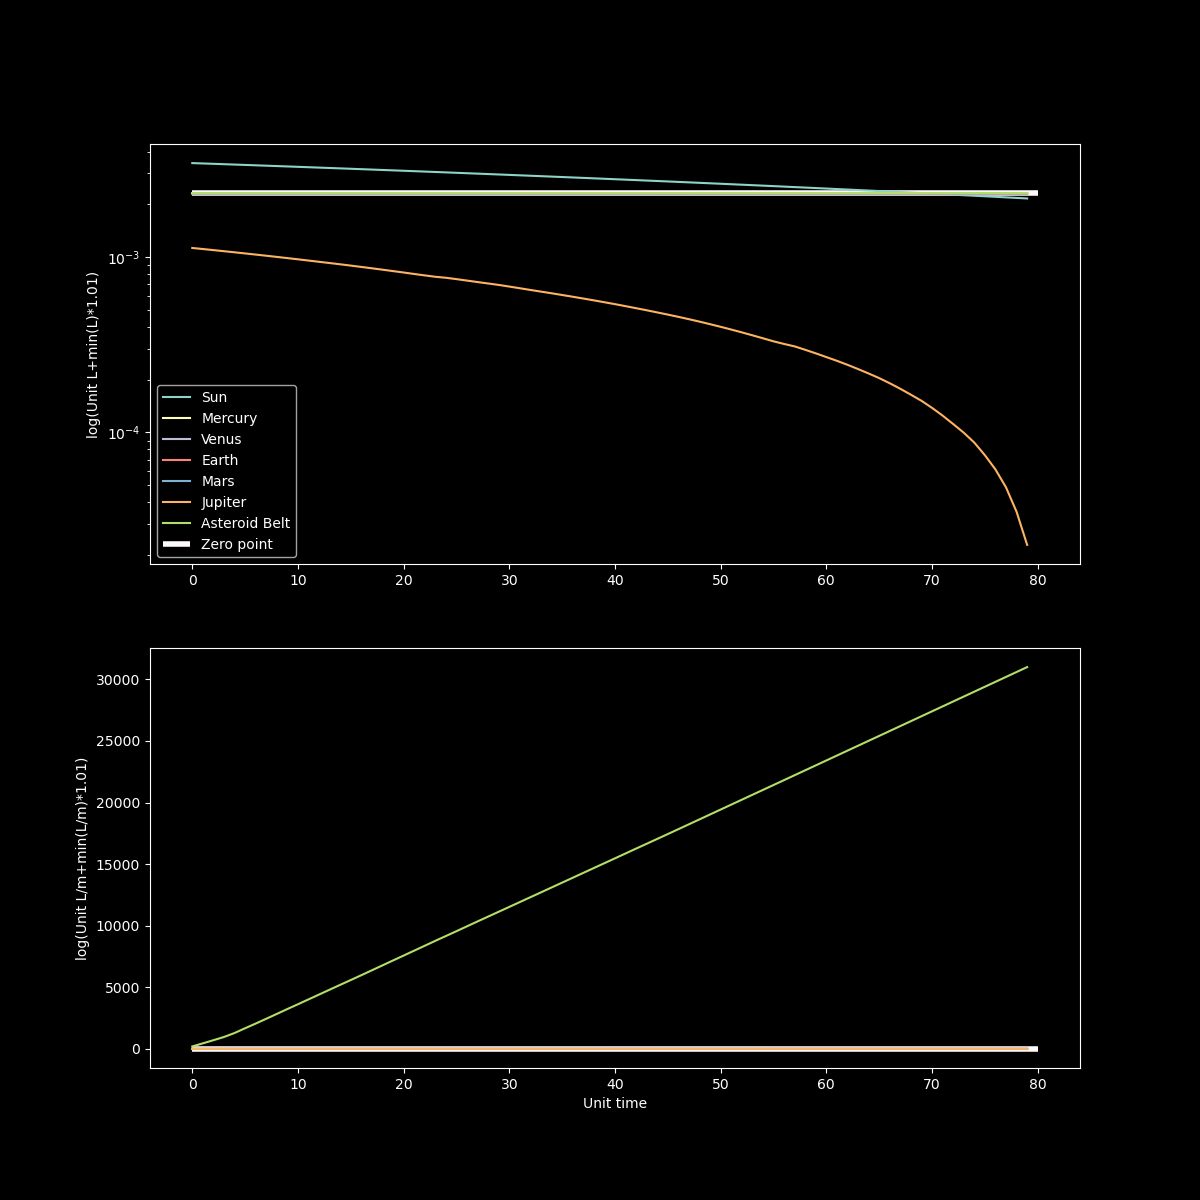 log(Unit L+min(L)*1.01)
10⁻³
10⁻⁴
Sun
Mercury
Venus
Earth
Mars
Jupiter
Asteroid Belt
Zero point
0 10 20 30 40 50 60 70 80
log(Unit L/m+min(L/m)*1.01)
30000
25000
20000
15000
10000
5000
0
0 10 20 30 40 50 60 70 80
Unit time